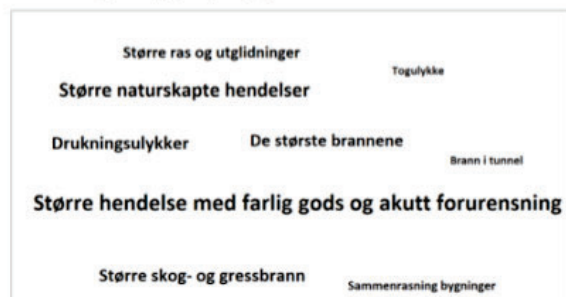 Større ras og utglidninger
Togulykke
Større naturskapte hendelser
Drukningsulykker
De største brannene
Brann i tunnel
Større hendelse med farlig gods og akutt forurensning
Større skog- og gressbrann
Sammenrasning bygninger